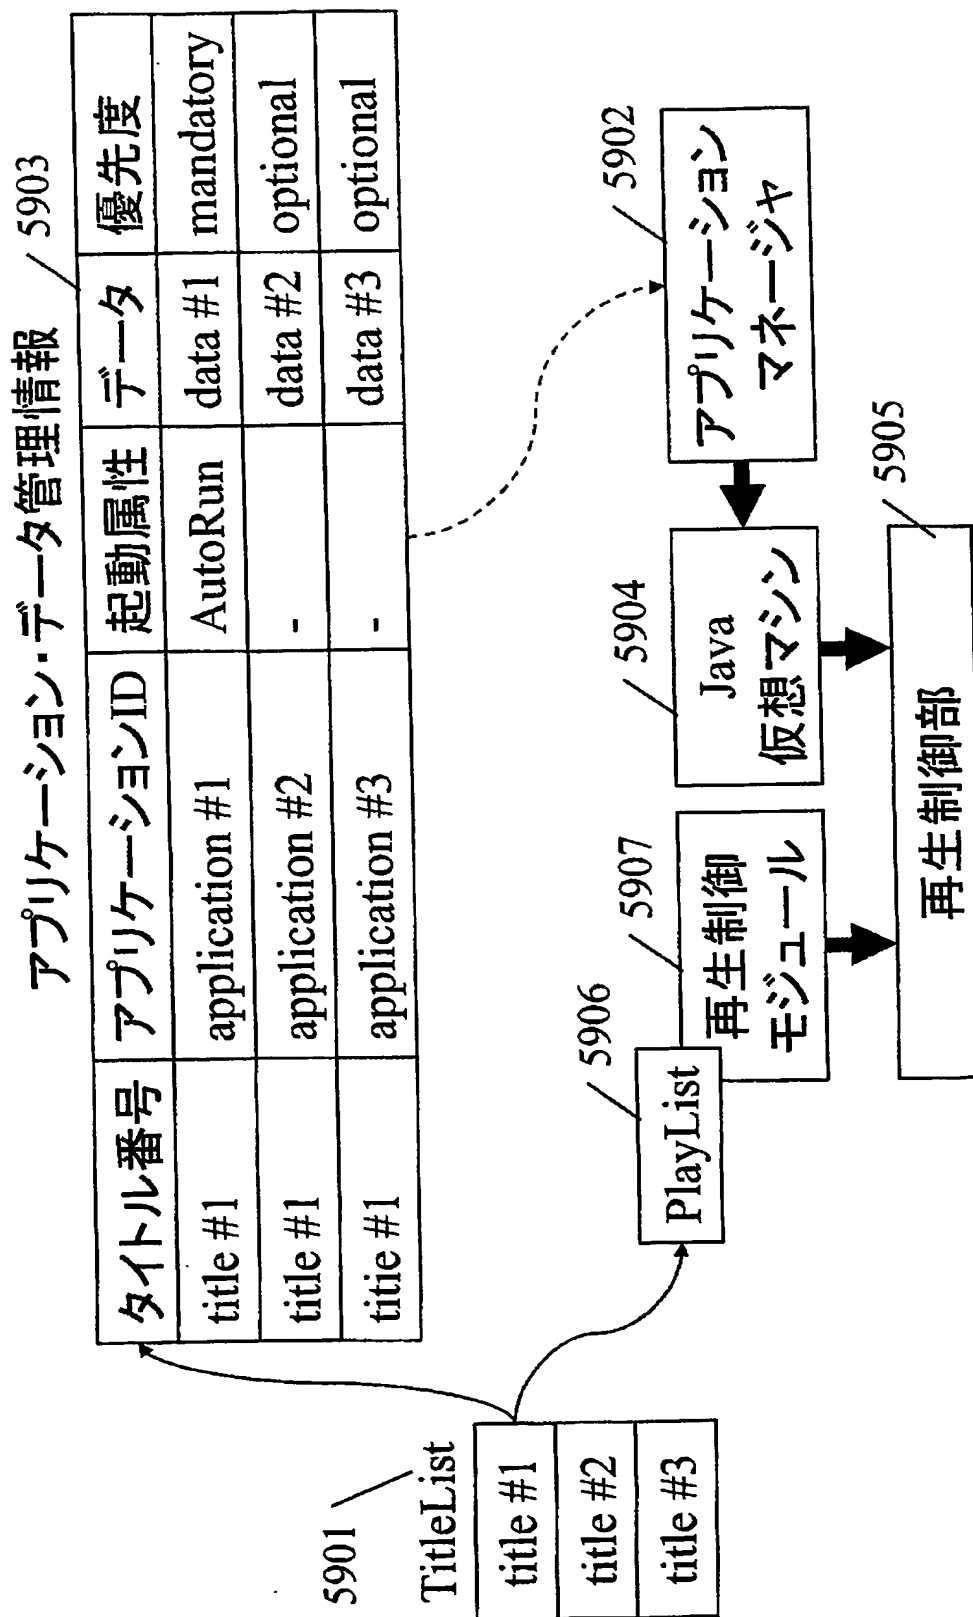 アプリケーション・データ管理情報
5903
タイトル番号 アプリケーションID 起動属性 データ 優先度
title #1 application #1 AutoRun data #1 mandatory
title #1 application #2 - data #2 optional
titie #1 application #3 - data #3 optional
5901
TitleList
title #1
title #2
title #3
5906
PlayList
5907
再生制御
モジュール
5904
Java
仮想マシン
5902
アプリケーション
マネージャ
5905
再生制御部